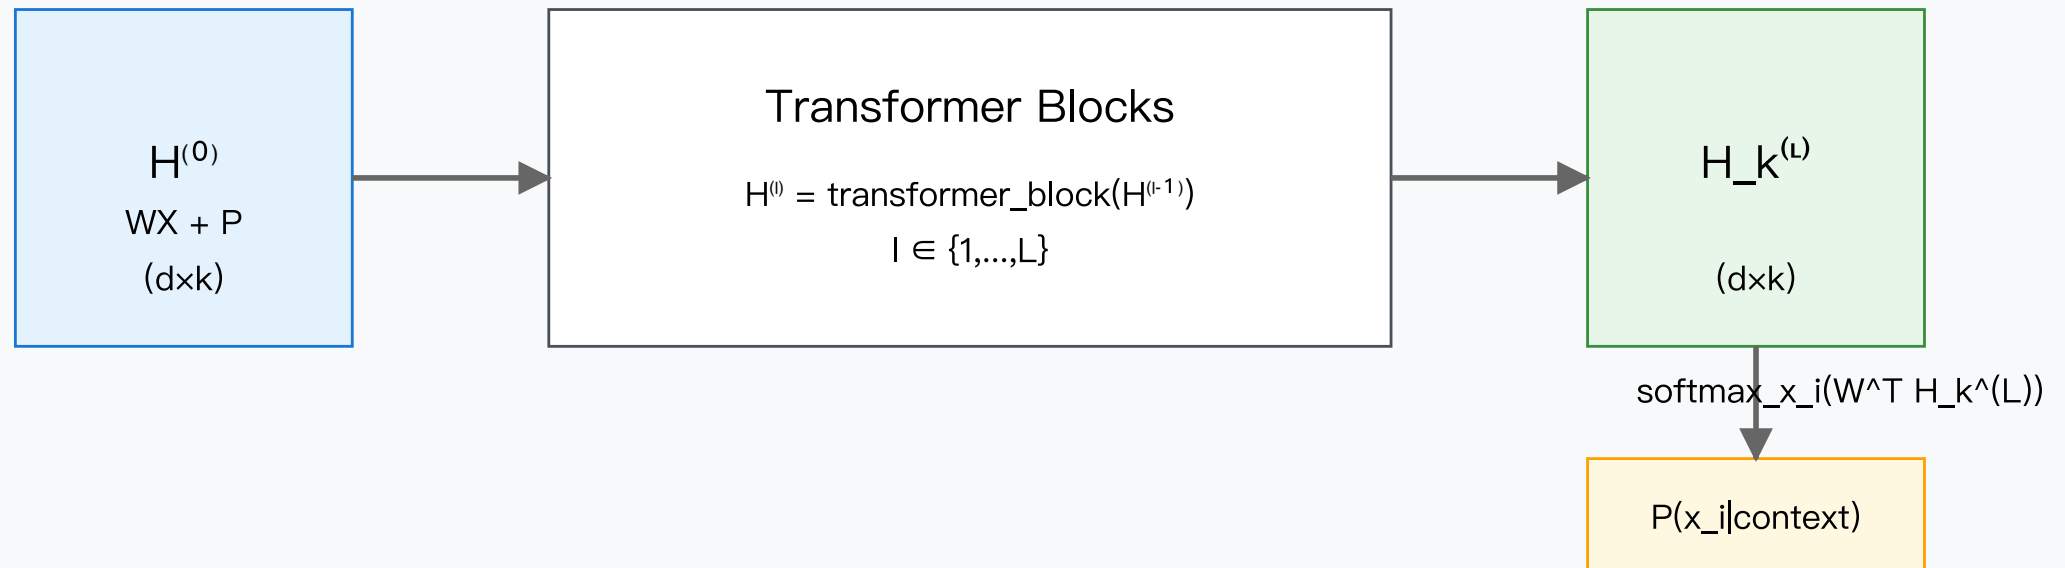 H⁽⁰⁾
WX + P
(d×k)
Transformer Blocks
H⁽ˡ⁾ = transformer_block(H⁽ˡ⁻¹⁾)
l ∈ {1,...,L}
H_k⁽ᴸ⁾
(d×k)
softmax_x_i(W^T H_k^(L))
P(x_i|context)